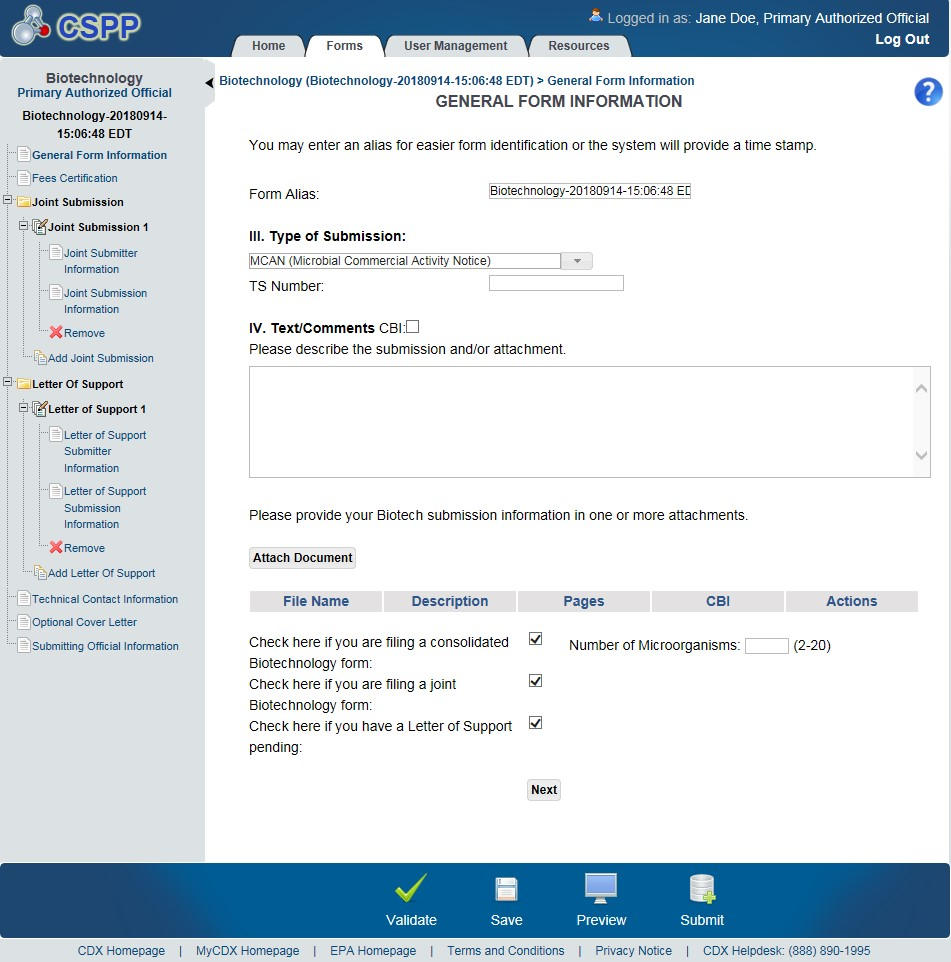 CSPP
Logged in as: Jane Doe, Primary Authorized Official
Log Out
Home
Forms
User Management
Resources
Biotechnology
Primary Authorized Official
Biotechnology-20180914-
15:06:48 EDT
General Form Information
Fees Certification
Joint Submission
Joint Submission 1
Joint Submitter
Information
Joint Submission
Information
Remove
Add Joint Submission
Letter Of Support
Letter of Support 1
Letter of Support
Submitter
Information
Letter of Support
Submission
Information
Remove
Add Letter Of Support
Technical Contact Information
Optional Cover Letter
Submitting Official Information
Biotechnology (Biotechnology-20180914-15:06:48 EDT) > General Form Information
GENERAL FORM INFORMATION
?
You may enter an alias for easier form identification or the system will provide a time stamp.
Form Alias: Biotechnology-20180914-15:06:48 ED
III. Type of Submission:
MCAN (Microbial Commercial Activity Notice)
TS Number:
IV. Text/Comments CBI:
Please describe the submission and/or attachment.
Please provide your Biotech submission information in one or more attachments.
Attach Document
File Name Description Pages CBI Actions
Check here if you are filing a consolidated
Biotechnology form:
Number of Microorganisms: (2-20)
Check here if you are filing a joint
Biotechnology form:
Check here if you have a Letter of Support
pending:
Next
Validate
Save
Preview
Submit
CDX Homepage | MyCDX Homepage | EPA Homepage | Terms and Conditions | Privacy Notice | CDX Helpdesk: (888) 890-1995